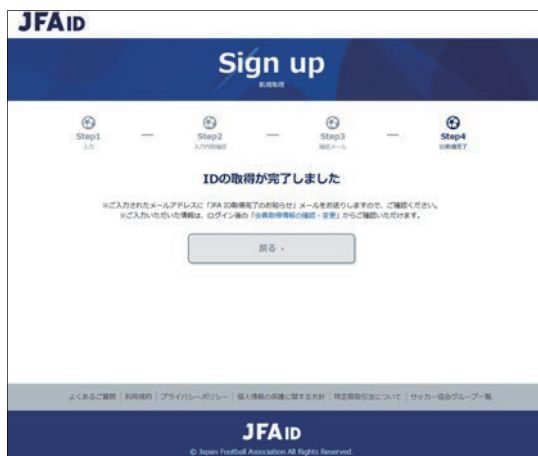 JFA ID
Sign up
新規取得
Step1 — Step2 — Step3 — Step4
入力 入力内容確認 確認メール ID取得完了
IDの取得が完了しました
※ご入力されたメールアドレスに「JFA ID取得完了のお知らせ」メールをお送りしますので、ご確認ください。
※ご入力いただいた情報は、ログイン後の「会員取得情報の確認・変更」からご確認いただけます。
戻る
よくあるご質問 | 利用規約 | プライバシーポリシー | 個人情報の保護に関する方針 | 特定商取引法について | サッカー協会グループ一覧
JFA ID
© Japan Football Association All Rights Reserved.